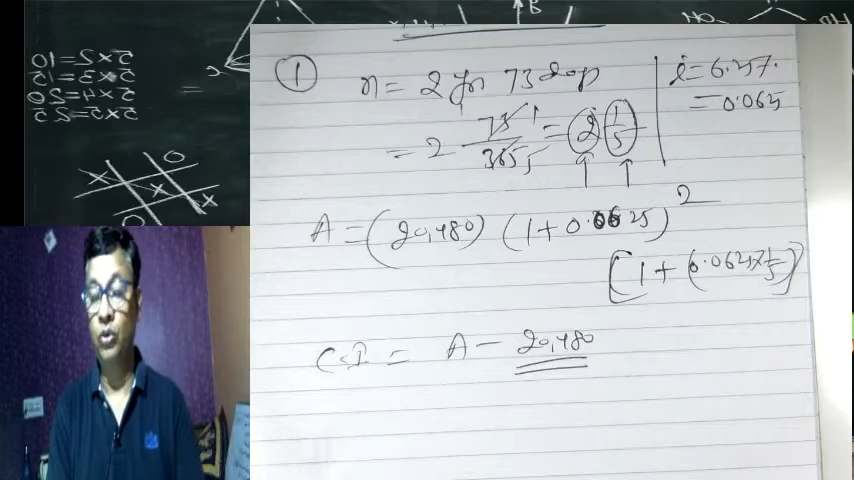 5×2=10
5×3=15
5×4=20
5×5=25
B
①
n = 2 yr 73 days
= 2 73/365 = 2 1/5
i = 6.25%.
= 0.065
A = (20,480) (1+0.0625)^2
[1 + (0.0625×1/5)]
C.I = A - 20,480